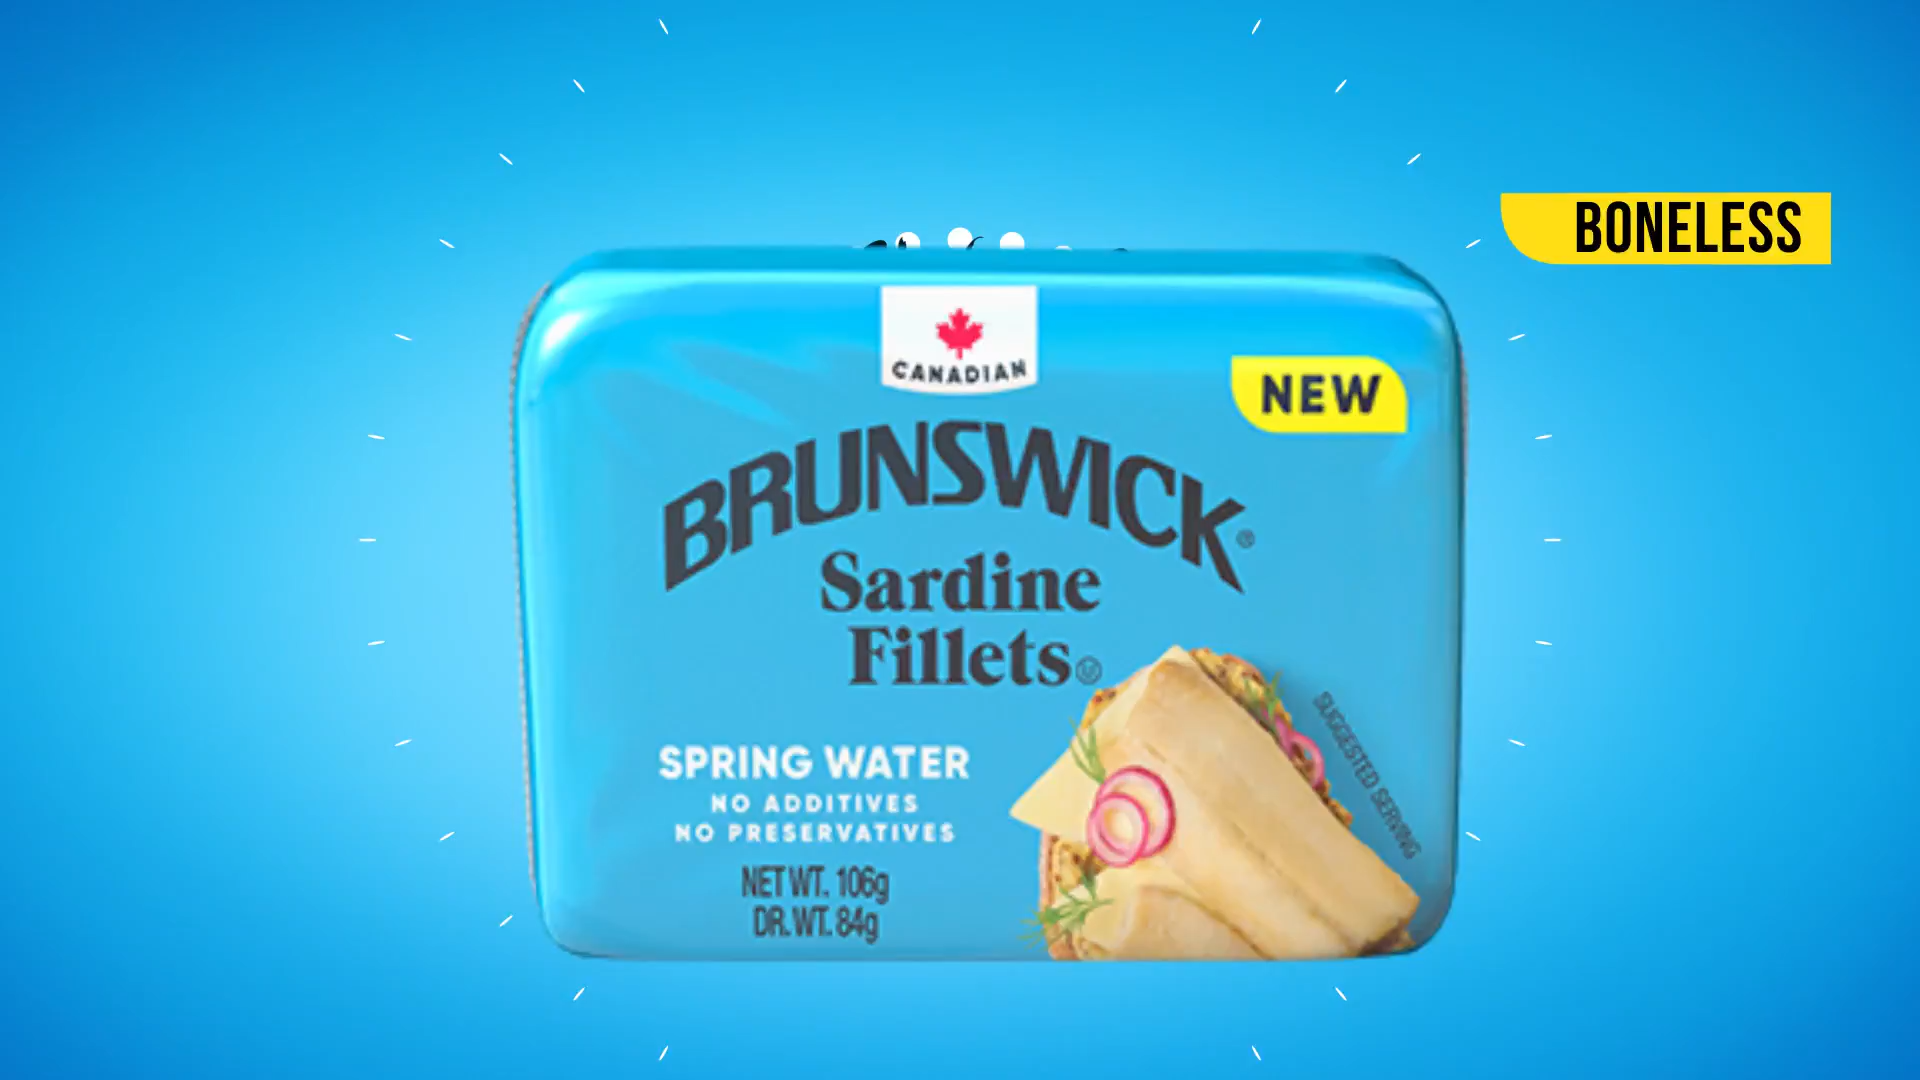 BONELESS
CANADIAN
NEW
BRUNSWICK®
Sardine
Fillets
SPRING WATER
NO ADDITIVES
NO PRESERVATIVES
NET WT. 106g
DR. WT. 84g
SUGGESTED SERVING